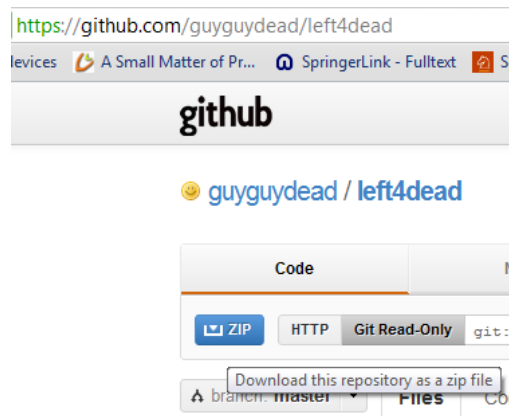 https://github.com/guyguydead/left4dead
levices A Small Matter of Pr... SpringerLink - Fulltext S
github
guyguydead / left4dead
Code
ZIP HTTP Git Read-Only git:
Download this repository as a zip file
branch: master Files Co